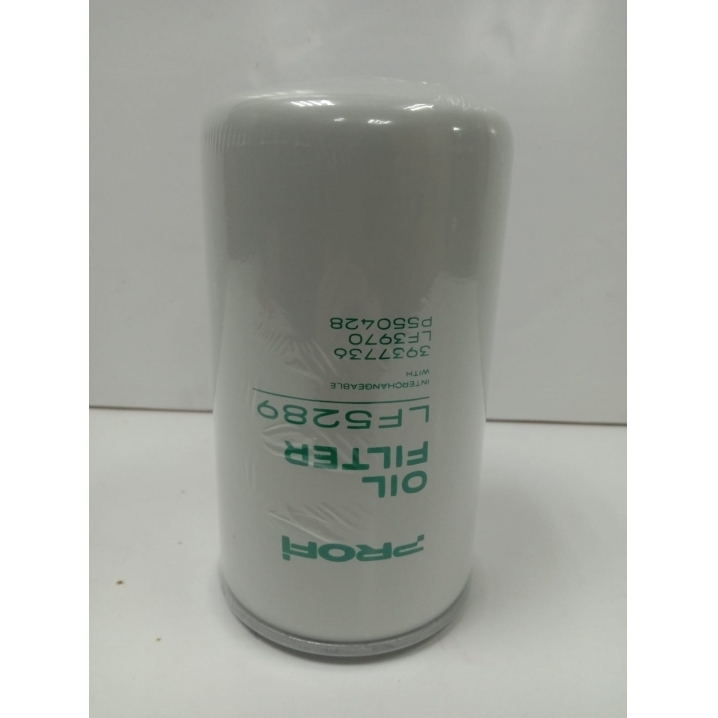 PROFi
OIL
FILTER
LF5289
INTERCHANGEABLE
WITH
3937736
LF3970
P550428